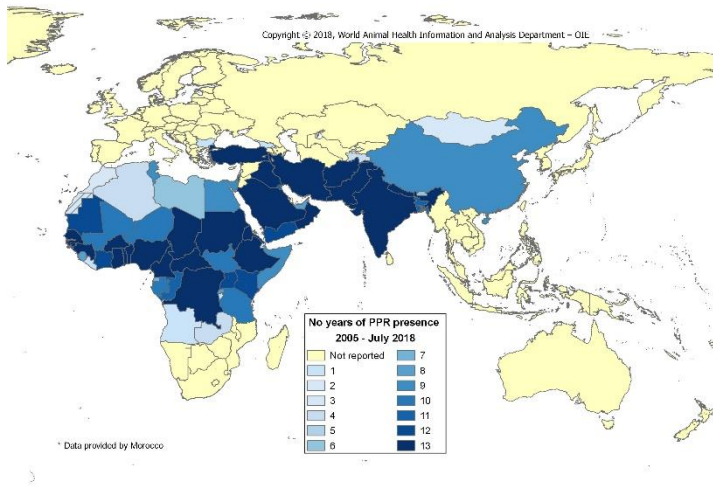 Copyright © 2018, World Animal Health Information and Analysis Department – OIE
No years of PPR presence
2005 - July 2018
Not reported
1
2
3
4
5
6
7
8
9
10
11
12
13
* Data provided by Morocco